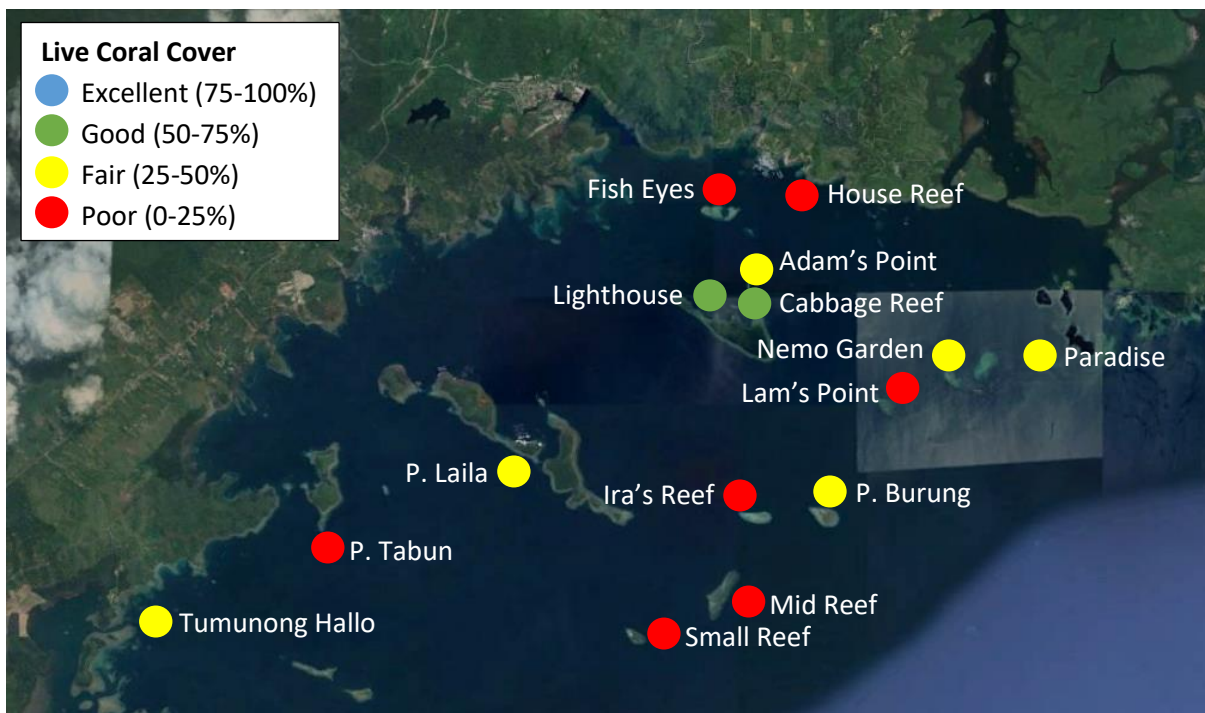 Live Coral Cover
Excellent (75-100%)
Good (50-75%)
Fair (25-50%)
Poor (0-25%)
Fish Eyes
House Reef
Adam's Point
Lighthouse
Cabbage Reef
Nemo Garden
Paradise
Lam's Point
P. Laila
Ira's Reef
P. Burung
P. Tabun
Mid Reef
Tumunong Hallo
Small Reef